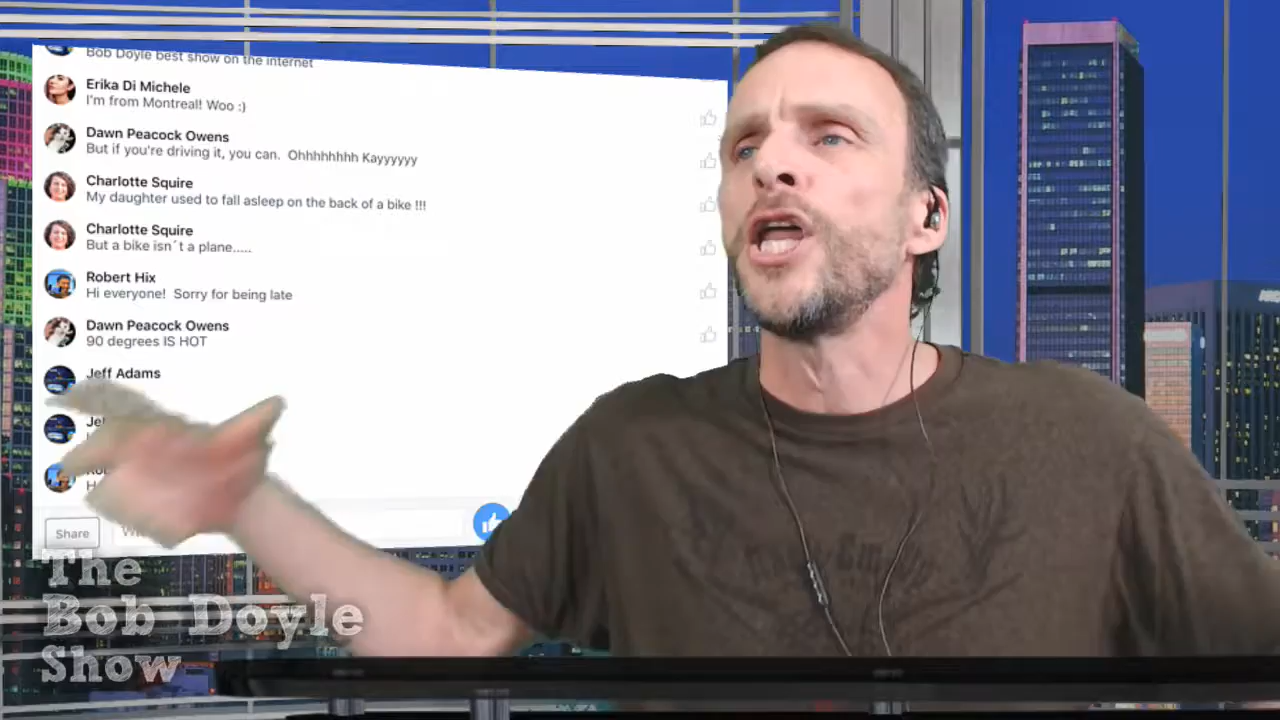 Bob Doyle best show on the internet
Erika Di Michele
I'm from Montreal! Woo :)
Dawn Peacock Owens
But if you're driving it, you can. Ohhhhhhhh Kayyyyyy
Charlotte Squire
My daughter used to fall asleep on the back of a bike !!!
Charlotte Squire
But a bike isn´t a plane.....
Robert Hix
Hi everyone! Sorry for being late
Dawn Peacock Owens
90 degrees IS HOT
Jeff Adams
Share
The
Bob Doyle
Show